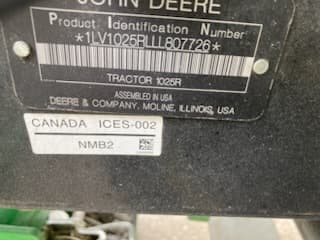 JOHN DEERE
Product Identification Number
*1LV1025RLLL807726*
TRACTOR 1025R
ASSEMBLED IN USA
DEERE & COMPANY, MOLINE, ILLINOIS, USA
CANADA ICES-002
NMB2